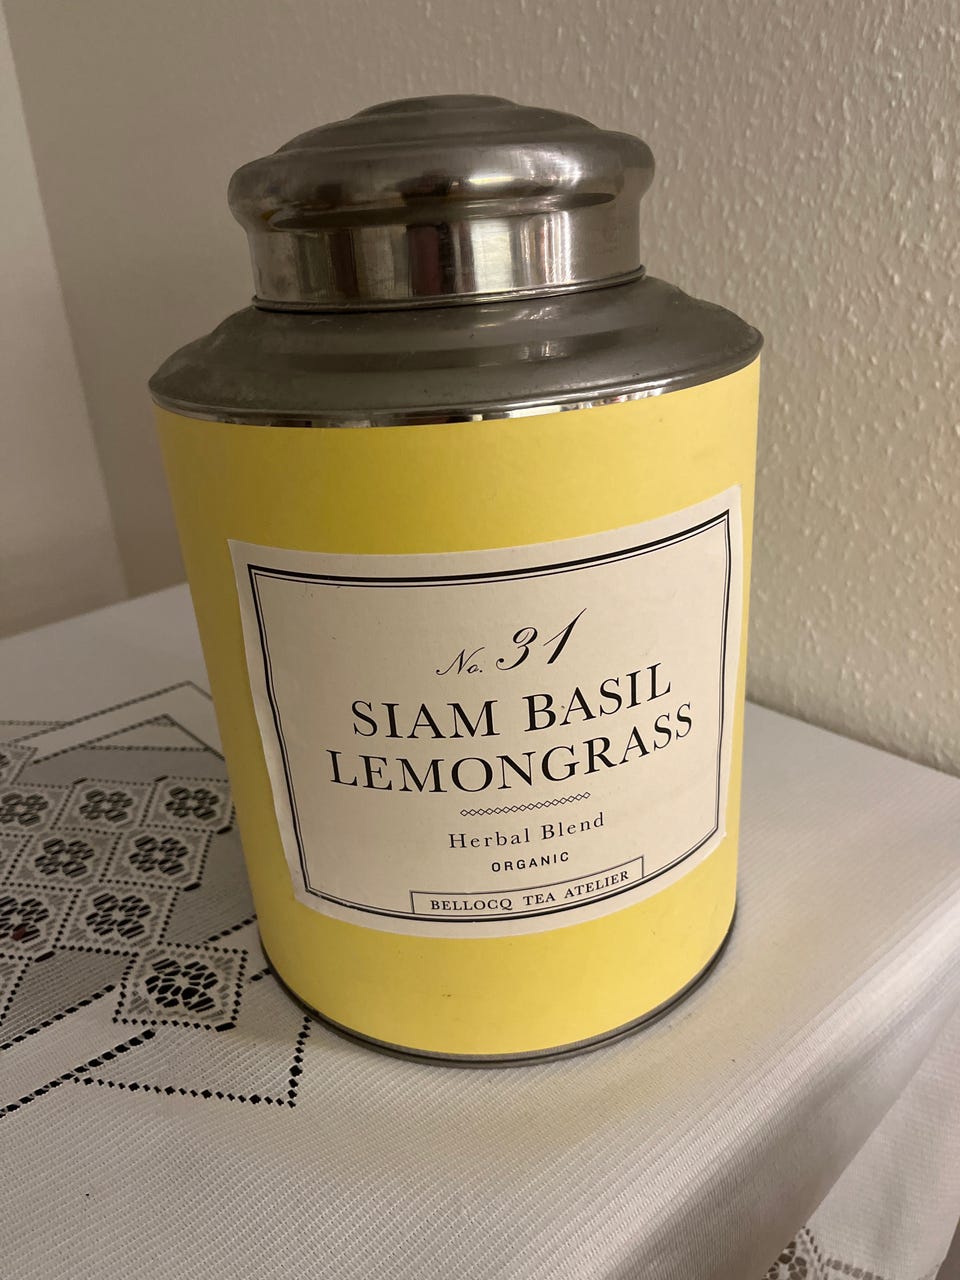 No. 31
SIAM BASIL
LEMONGRASS
Herbal Blend
ORGANIC
BELLOCQ TEA ATELIER